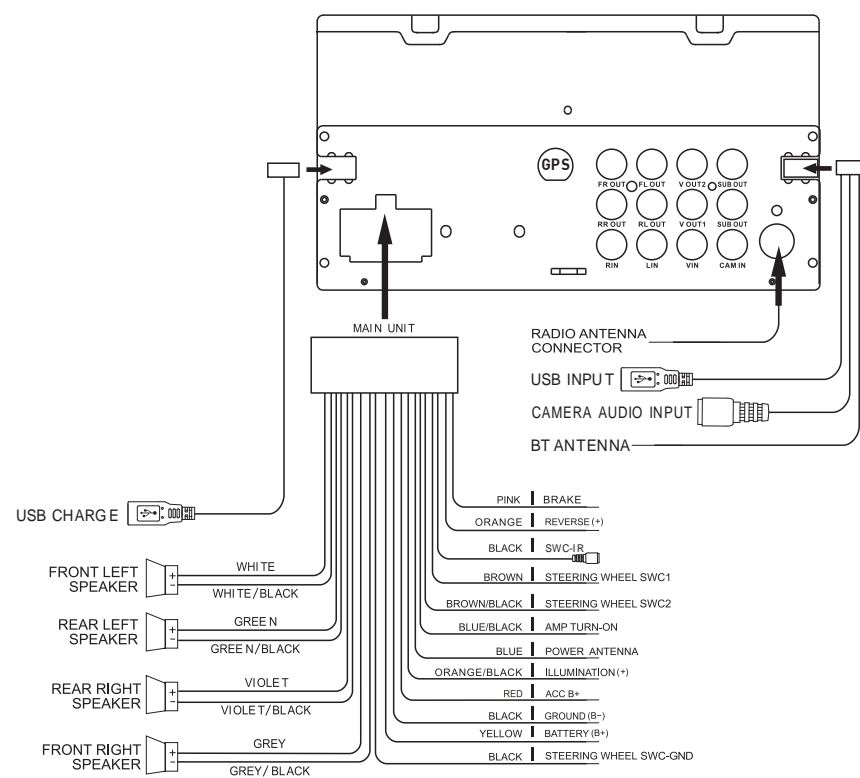 GPS
FR OUT FL OUT V OUT2 SUB OUT
RR OUT RL OUT V OUT1 SUB OUT
RIN LIN VIN CAM IN
MAIN UNIT
RADIO ANTENNA
CONNECTOR
USB INPUT
CAMERA AUDIO INPUT
BT ANTENNA
USB CHARGE
PINK BRAKE
ORANGE REVERSE (+)
BLACK SWC-IR
BROWN STEERING WHEEL SWC1
BROWN/BLACK STEERING WHEEL SWC2
BLUE/BLACK AMP TURN-ON
BLUE POWER ANTENNA
ORANGE/BLACK ILLUMINATION (+)
RED ACC B+
BLACK GROUND (B-)
YELLOW BATTERY (B+)
BLACK STEERING WHEEL SWC-GND
FRONT LEFT
SPEAKER
+
-
WHITE
WHITE/BLACK
REAR LEFT
SPEAKER
+
-
GREEN
GREEN/BLACK
REAR RIGHT
SPEAKER
+
-
VIOLET
VIOLET/BLACK
FRONT RIGHT
SPEAKER
+
-
GREY
GREY/BLACK